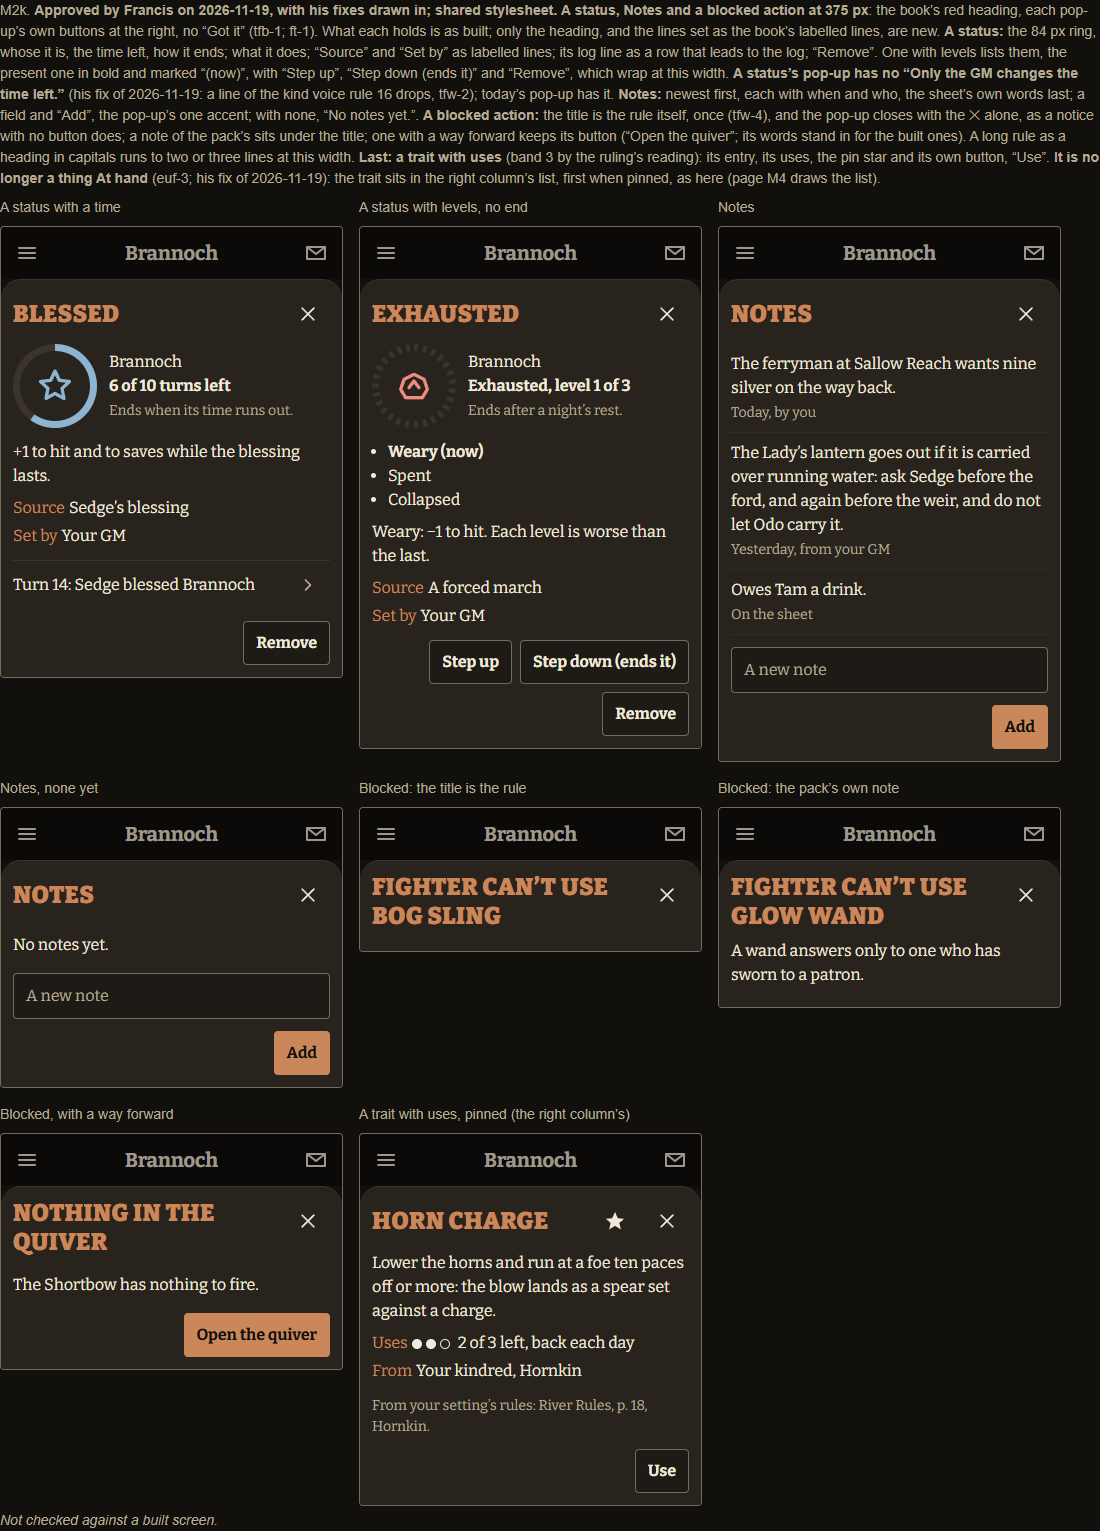 M2k. Approved by Francis on 2026-11-19, with his fixes drawn in; shared stylesheet. A status, Notes and a blocked action at 375 px: the book's red heading, each pop-
up's own buttons at the right, no “Got it” (tfb-1; ft-1). What each holds is as built; only the heading, and the lines set as the book's labelled lines, are new. A status: the 84 px ring,
whose it is, the time left, how it ends; what it does; “Source” and “Set by” as labelled lines; its log line as a row that leads to the log; “Remove”. One with levels lists them, the
present one in bold and marked “(now)”, with “Step up”, “Step down (ends it)” and “Remove”, which wrap at this width. A status's pop-up has no “Only the GM changes the
time left.” (his fix of 2026-11-19: a line of the kind voice rule 16 drops, tfw-2); today's pop-up has it. Notes: newest first, each with when and who, the sheet's own words last; a
field and “Add”, the pop-up's one accent; with none, “No notes yet.”. A blocked action: the title is the rule itself, once (tfw-4), and the pop-up closes with the ✕ alone, as a notice
with no button does; a note of the pack's sits under the title; one with a way forward keeps its button (“Open the quiver”; its words stand in for the built ones). A long rule as a
heading in capitals runs to two or three lines at this width. Last: a trait with uses (band 3 by the ruling's reading): its entry, its uses, the pin star and its own button, “Use”. It is no
longer a thing At hand (euf-3; his fix of 2026-11-19): the trait sits in the right column's list, first when pinned, as here (page M4 draws the list).
A status with a time
Brannoch
BLESSED
Brannoch
6 of 10 turns left
Ends when its time runs out.
+1 to hit and to saves while the blessing
lasts.
Source Sedge's blessing
Set by Your GM
Turn 14: Sedge blessed Brannoch
Remove
A status with levels, no end
Brannoch
EXHAUSTED
Brannoch
Exhausted, level 1 of 3
Ends after a night's rest.
• Weary (now)
• Spent
• Collapsed
Weary: −1 to hit. Each level is worse than
the last.
Source A forced march
Set by Your GM
Step up
Step down (ends it)
Remove
Notes
Brannoch
NOTES
The ferryman at Sallow Reach wants nine
silver on the way back.
Today, by you
The Lady's lantern goes out if it is carried
over running water: ask Sedge before the
ford, and again before the weir, and do not
let Odo carry it.
Yesterday, from your GM
Owes Tam a drink.
On the sheet
A new note
Add
Notes, none yet
Brannoch
NOTES
No notes yet.
A new note
Add
Blocked: the title is the rule
Brannoch
FIGHTER CAN'T USE
BOG SLING
Blocked: the pack's own note
Brannoch
FIGHTER CAN'T USE
GLOW WAND
A wand answers only to one who has
sworn to a patron.
Blocked, with a way forward
Brannoch
NOTHING IN THE
QUIVER
The Shortbow has nothing to fire.
Open the quiver
A trait with uses, pinned (the right column's)
Brannoch
HORN CHARGE
Lower the horns and run at a foe ten paces
off or more: the blow lands as a spear set
against a charge.
Uses ●●○ 2 of 3 left, back each day
From Your kindred, Hornkin
From your setting's rules: River Rules, p. 18,
Hornkin.
Use
Not checked against a built screen.